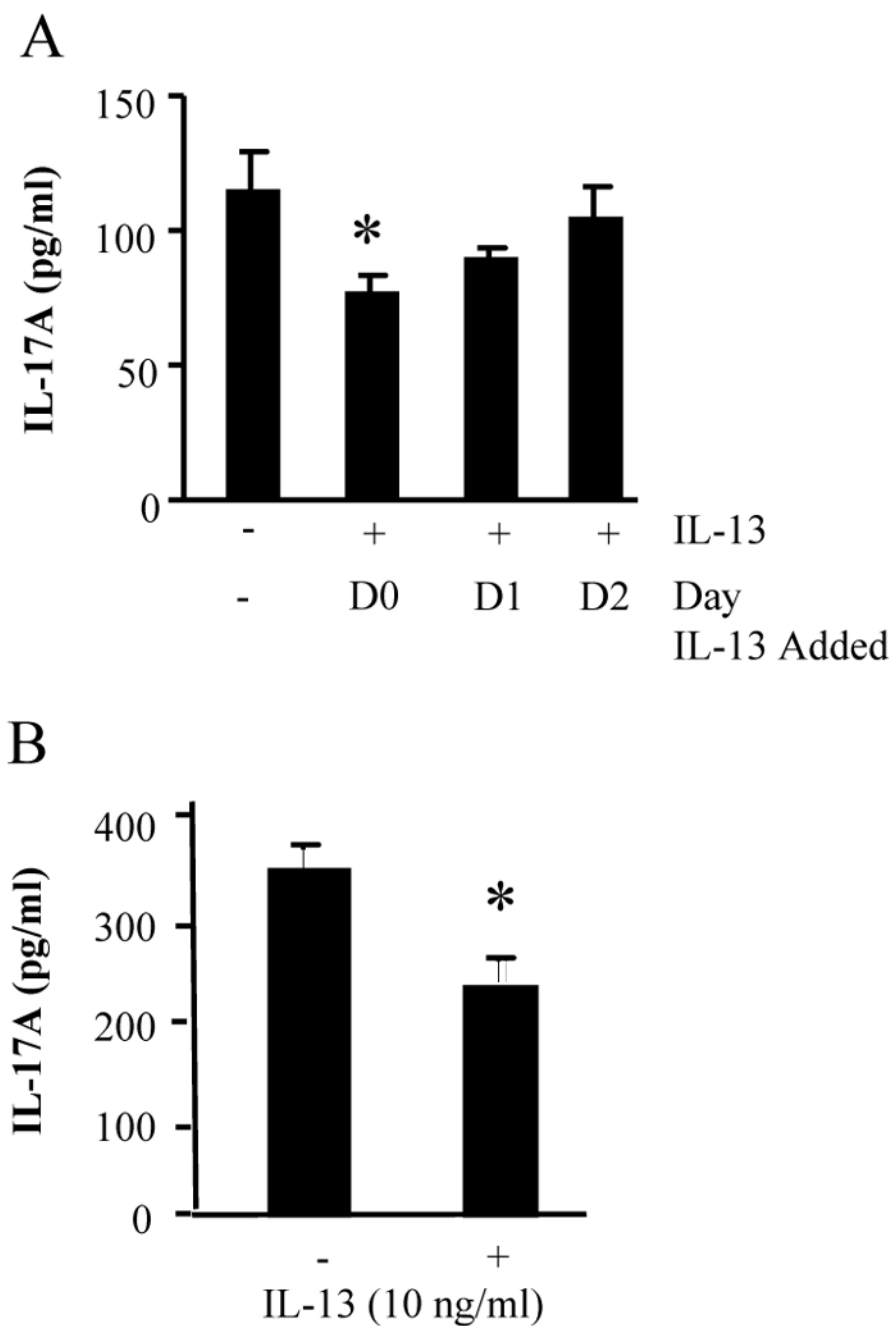 A
IL-17A (pg/ml)
150
100
50
0
*
- + + + IL-13
- D0 D1 D2 Day
IL-13 Added
B
IL-17A (pg/ml)
400
300
200
100
0
*
- +
IL-13 (10 ng/ml)